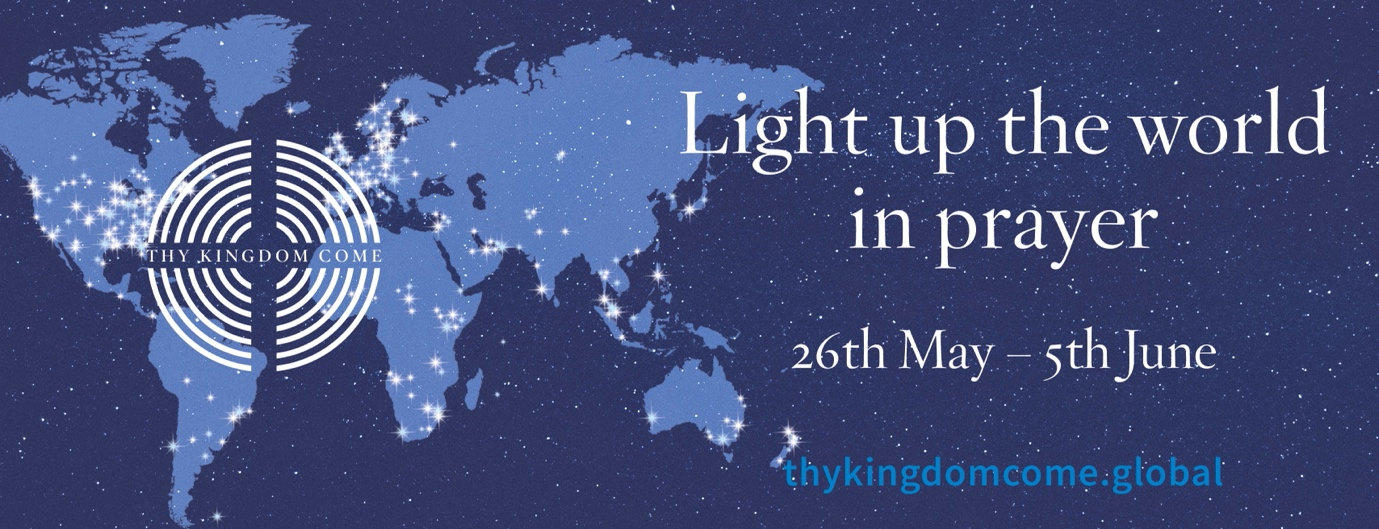 THY KINGDOM COME
Light up the world
in prayer
26th May – 5th June
thykingdomcome.global